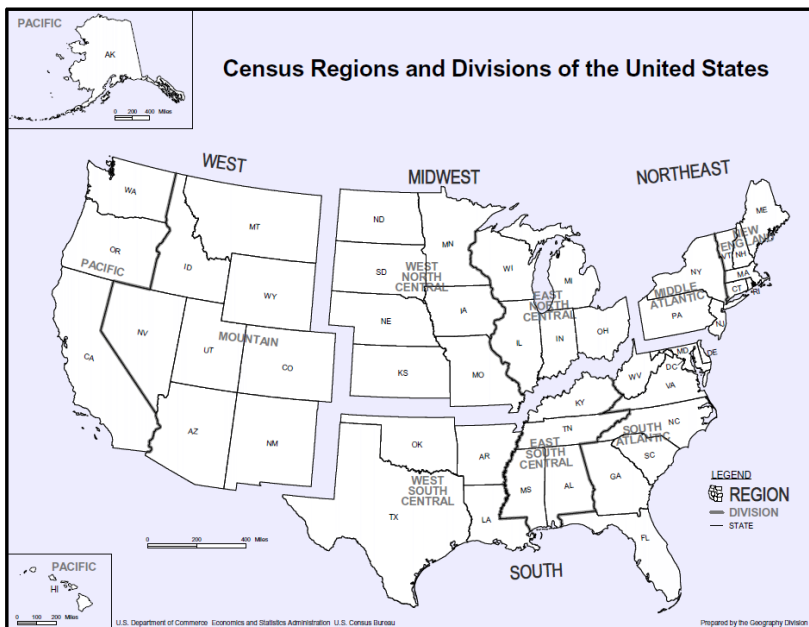 PACIFIC
AK
0 200 400 Miles
Census Regions and Divisions of the United States
WEST
MIDWEST
NORTHEAST
WA
MT
OR
ID
PACIFIC
WY
NV
UT
MOUNTAIN
CO
CA
AZ
NM
ND
MN
SD
WEST
NORTH
CENTRAL
NE
IA
KS
MO
WI
MI
EAST
NORTH
CENTRAL
IL
IN
OH
ME
NEW
ENGLAND
VT
NH
NY
MA
CT
RI
MIDDLE
ATLANTIC
PA
NJ
OK
AR
WEST
SOUTH
CENTRAL
TX
LA
KY
TN
EAST
SOUTH
CENTRAL
MS
AL
WV
MD
DE
DC
VA
NC
SOUTH
ATLANTIC
SC
GA
FL
SOUTH
LEGEND
REGION
DIVISION
STATE
0 200 400 Miles
PACIFIC
HI
0 100 200 Miles
U.S. Department of Commerce Economics and Statistics Administration U.S. Census Bureau
Prepared by the Geography Division